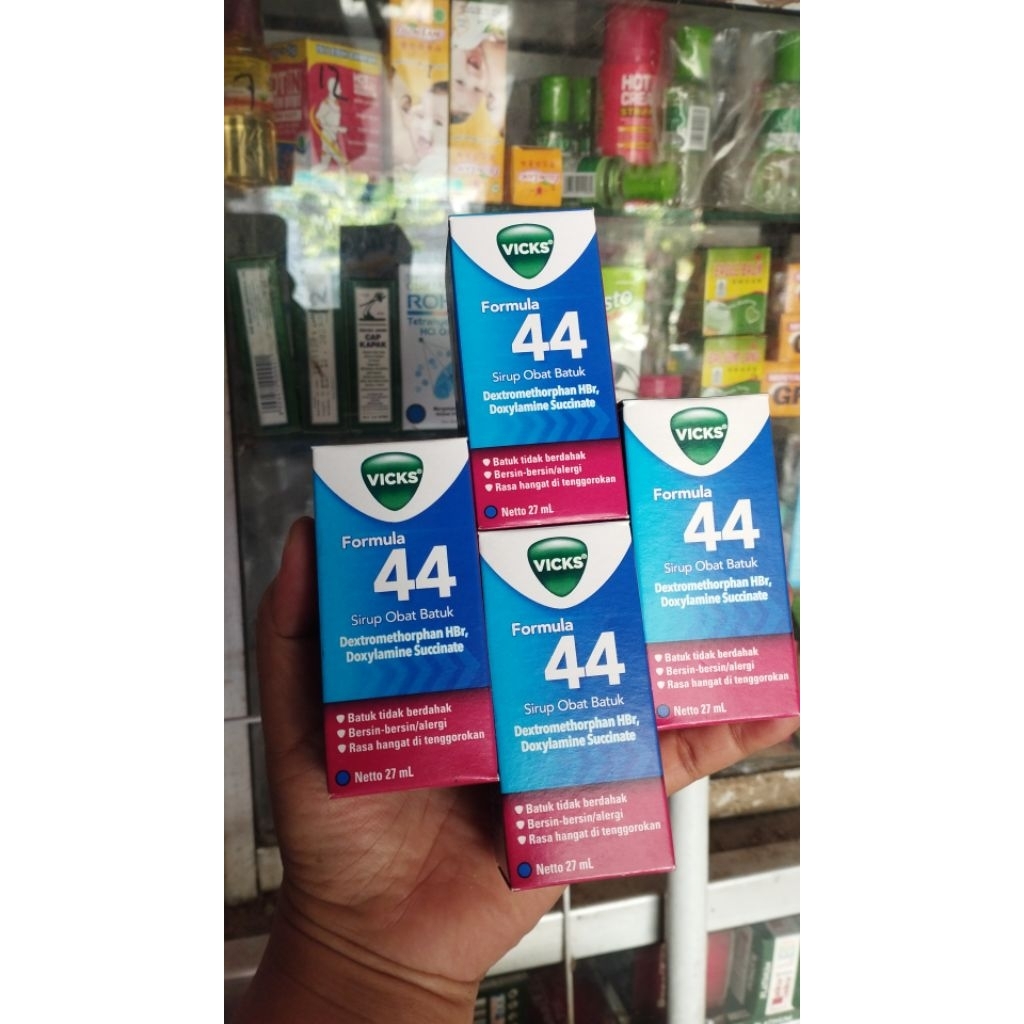 HOT
CREAM
CAP
KAPAK
VICKS®
Formula
44
Sirup Obat Batuk
Dextromethorphan HBr,
Doxylamine Succinate
Batuk tidak berdahak
Bersin-bersin/alergi
Rasa hangat di tenggorokan
Netto 27 mL
VICKS®
Formula
44
Sirup Obat Batuk
Dextromethorphan HBr,
Doxylamine Succinate
Batuk tidak berdahak
Bersin-bersin/alergi
Rasa hangat di tenggorokan
Netto 27 mL
VICKS®
Formula
44
Sirup Obat Batuk
Dextromethorphan HBr,
Doxylamine Succinate
Batuk tidak berdahak
Bersin-bersin/alergi
Rasa hangat di tenggorokan
Netto 27 mL
VICKS®
Formula
44
Sirup Obat Batuk
Dextromethorphan HBr,
Doxylamine Succinate
Batuk tidak berdahak
Bersin-bersin/alergi
Rasa hangat di tenggorokan
Netto 27 mL